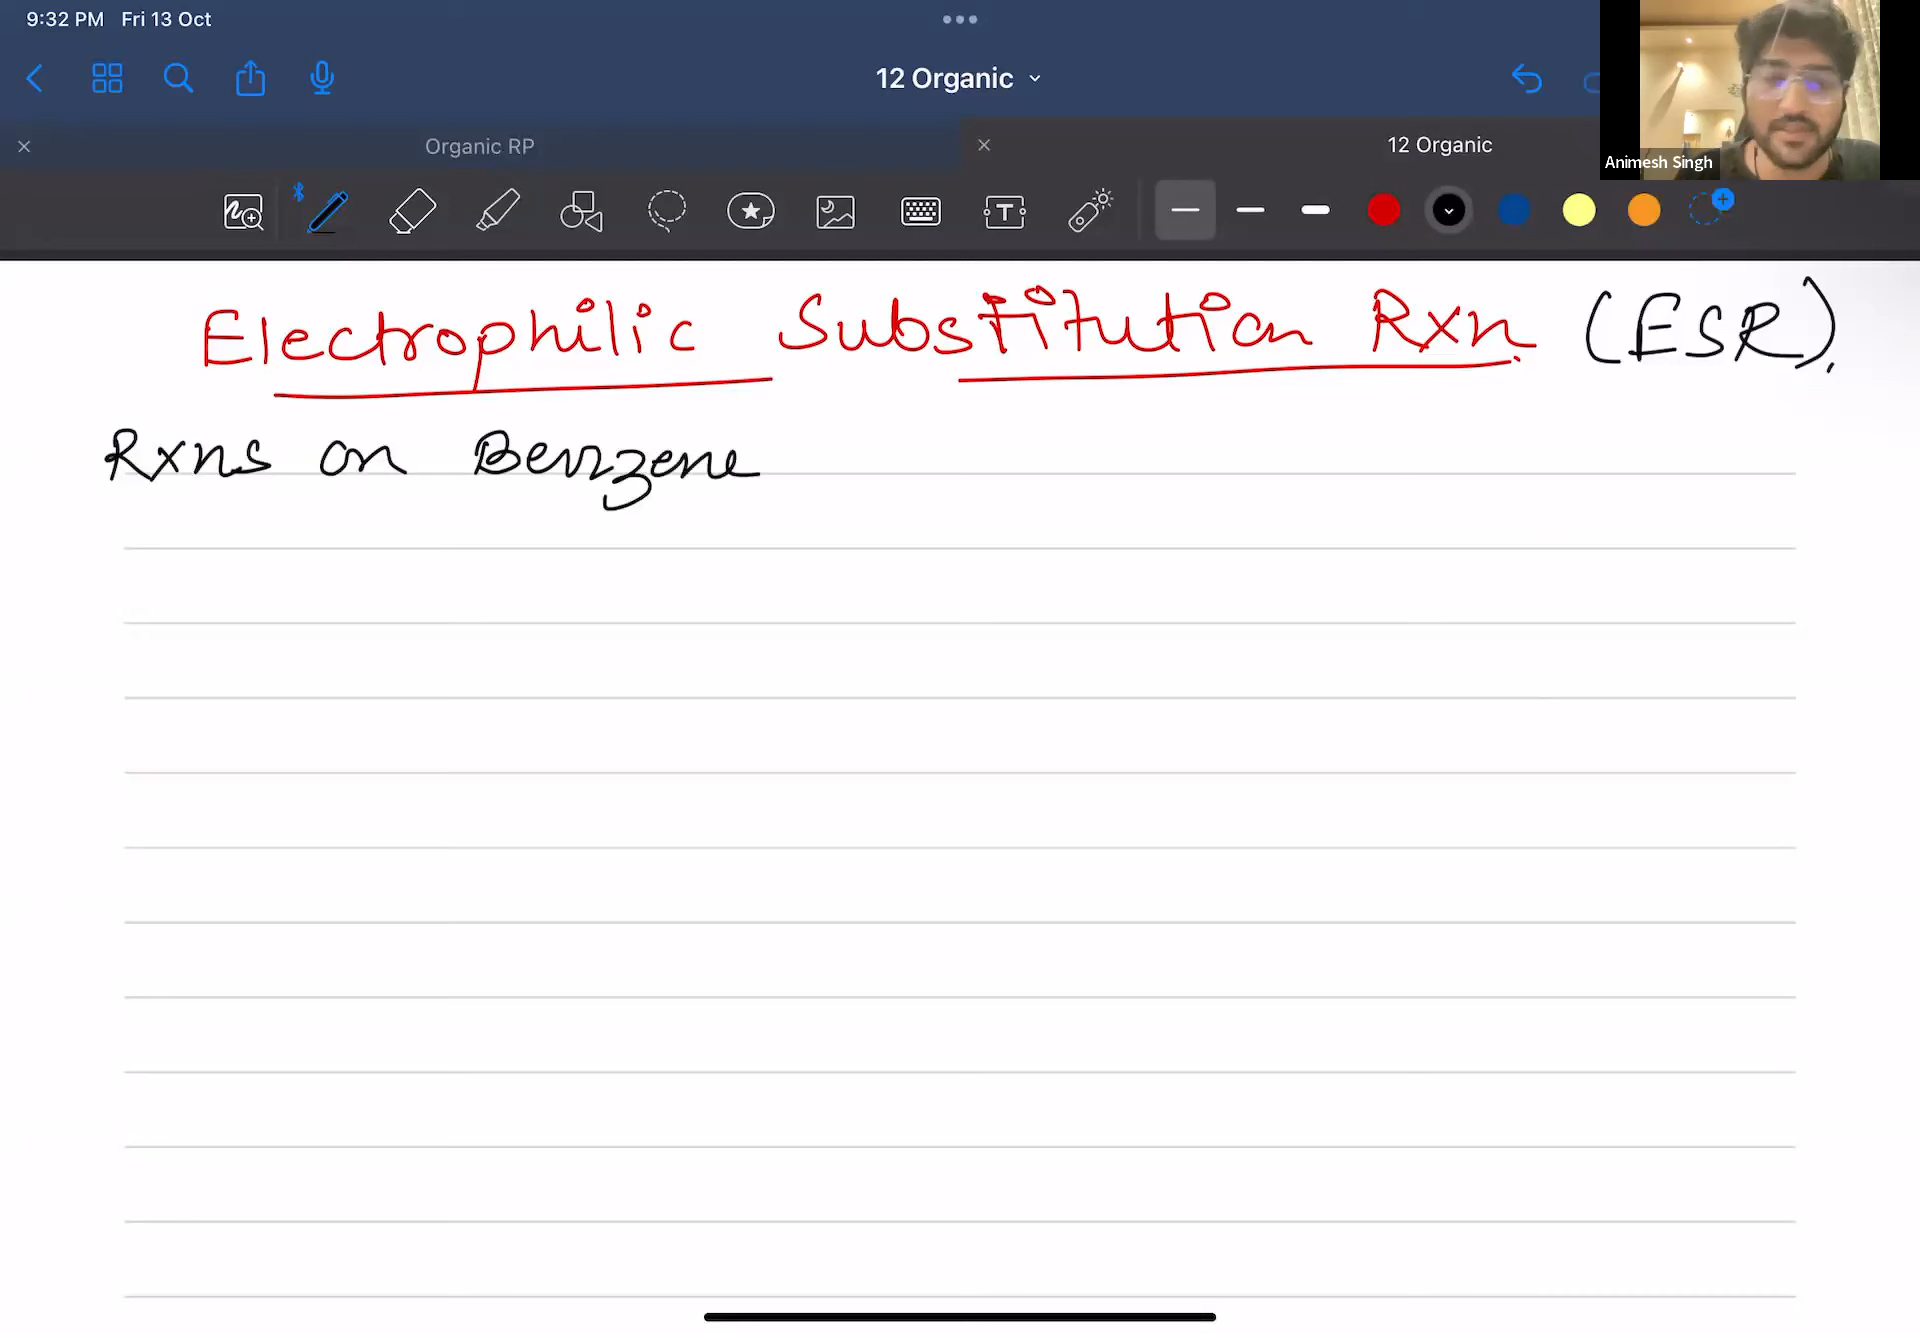 9:32 PM Fri 13 Oct
12 Organic
Organic RP
12 Organic
Animesh Singh
T
Electrophilic Substitution Rxn (ESR).
Rxns on Benzene